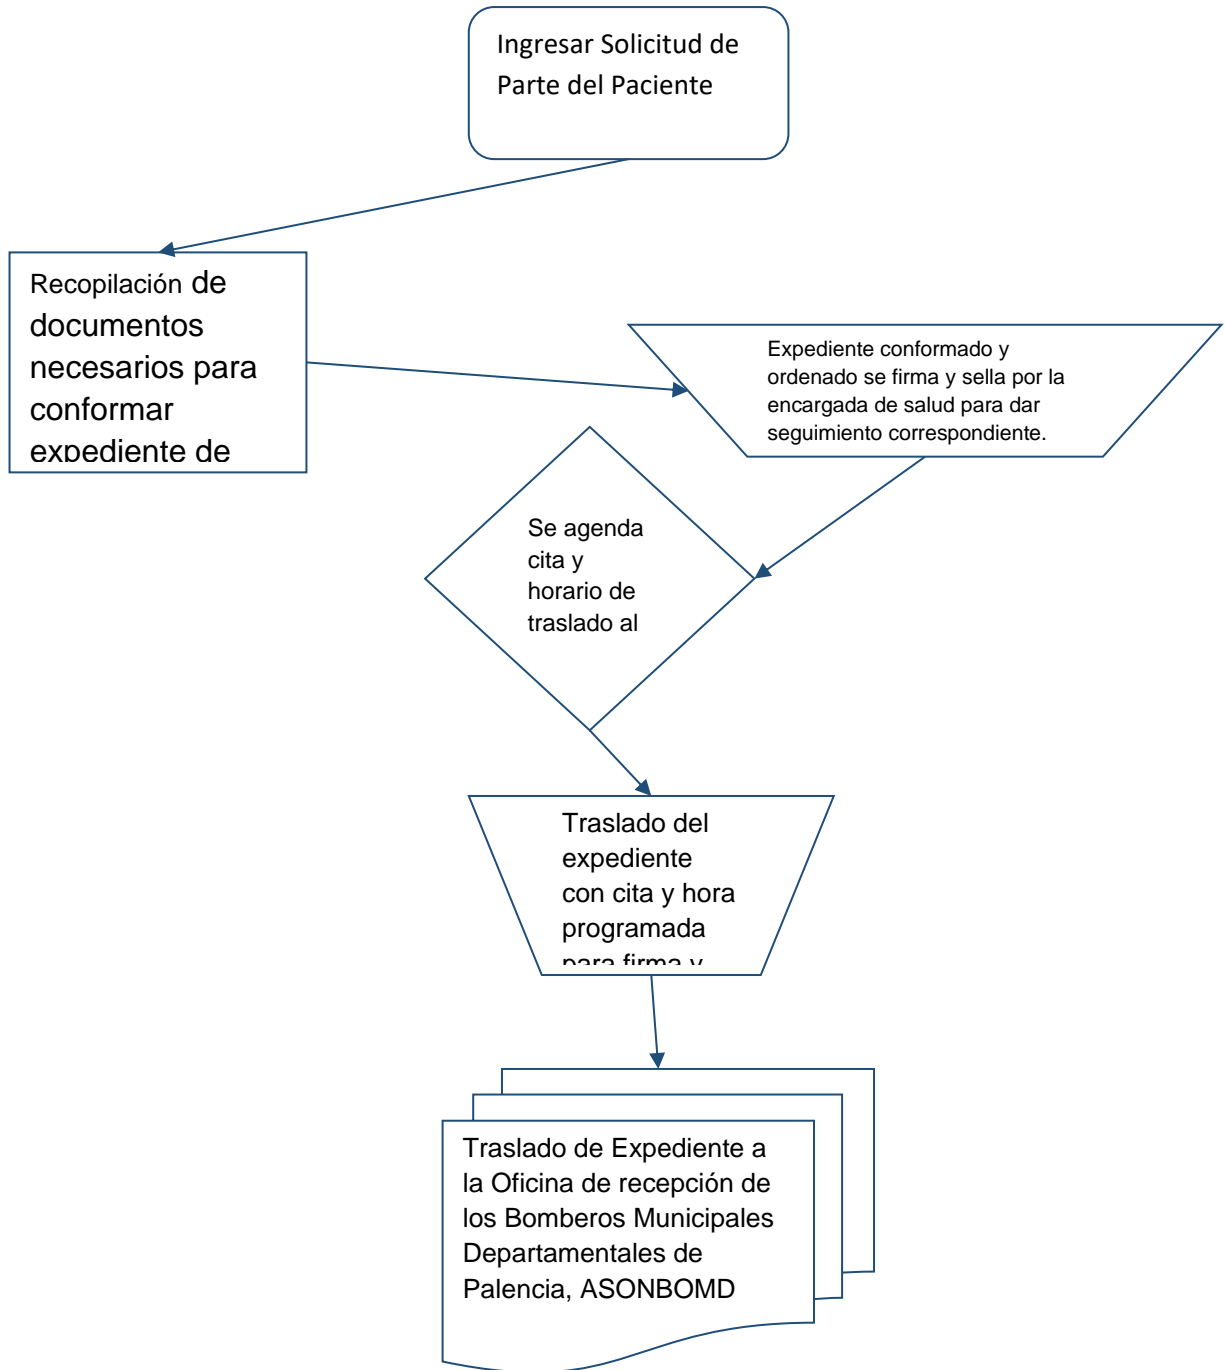 Ingresar Solicitud de
Parte del Paciente
Recopilación de
documentos
necesarios para
conformar
expediente de
Expediente conformado y
ordenado se firma y sella por la
encargada de salud para dar
seguimiento correspondiente.
Se agenda
cita y
horario de
traslado al
Traslado del
expediente
con cita y hora
programada
para firma y
Traslado de Expediente a
la Oficina de recepción de
los Bomberos Municipales
Departamentales de
Palencia, ASONBOMD